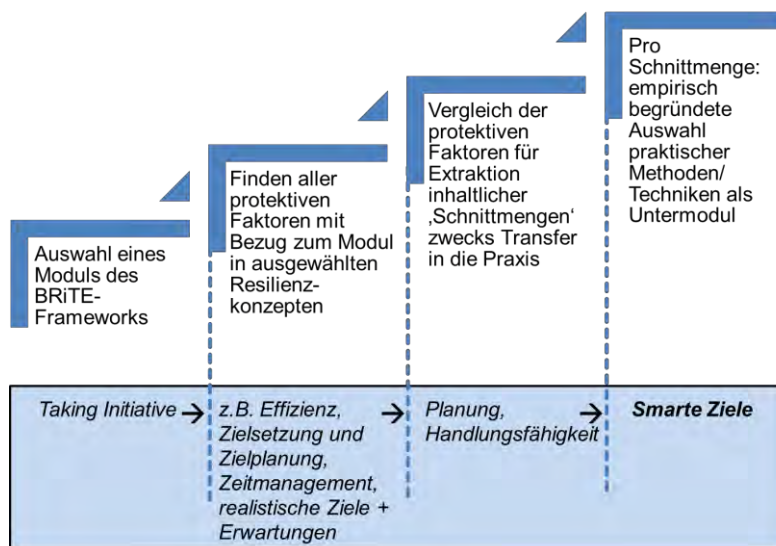 Auswahl eines
Moduls des
BRiTE-
Frameworks
Finden aller
protektiven
Faktoren mit
Bezug zum Modul
in ausgewählten
Resilienz-
konzepten
Vergleich der
protektiven
Faktoren für
Extraktion
inhaltlicher
‚Schnittmengen‘
zwecks Transfer
in die Praxis
Pro
Schnittmenge:
empirisch
begründete
Auswahl
praktischer
Methoden/
Techniken als
Untermodul
Taking Initiative →
z.B. Effizienz,
Zielsetzung und
Zielplanung,
Zeitmanagement,
realistische Ziele +
Erwartungen
→
Planung,
Handlungsfähigkeit
→
Smarte Ziele